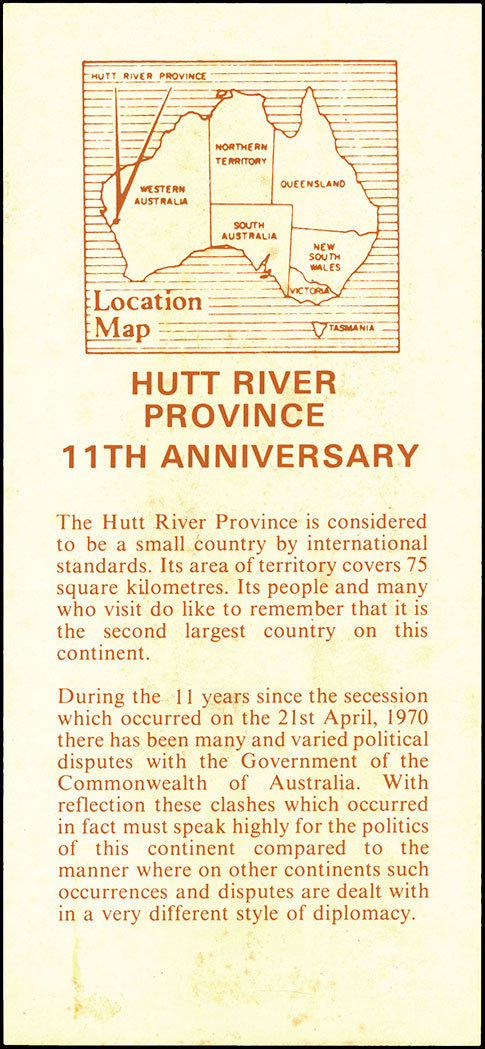 HUTT RIVER PROVINCE
NORTHERN
TERRITORY
WESTERN
AUSTRALIA
QUEENSLAND
SOUTH
AUSTRALIA
NEW
SOUTH
WALES
VICTORIA
Location
Map
TASMANIA
HUTT RIVER
PROVINCE
11TH ANNIVERSARY
The Hutt River Province is considered
to be a small country by international
standards. Its area of territory covers 75
square kilometres. Its people and many
who visit do like to remember that it is
the second largest country on this
continent.
During the 11 years since the secession
which occurred on the 21st April, 1970
there has been many and varied political
disputes with the Government of the
Commonwealth of Australia. With
reflection these clashes which occurred
in fact must speak highly for the politics
of this continent compared to the
manner where on other continents such
occurrences and disputes are dealt with
in a very different style of diplomacy.